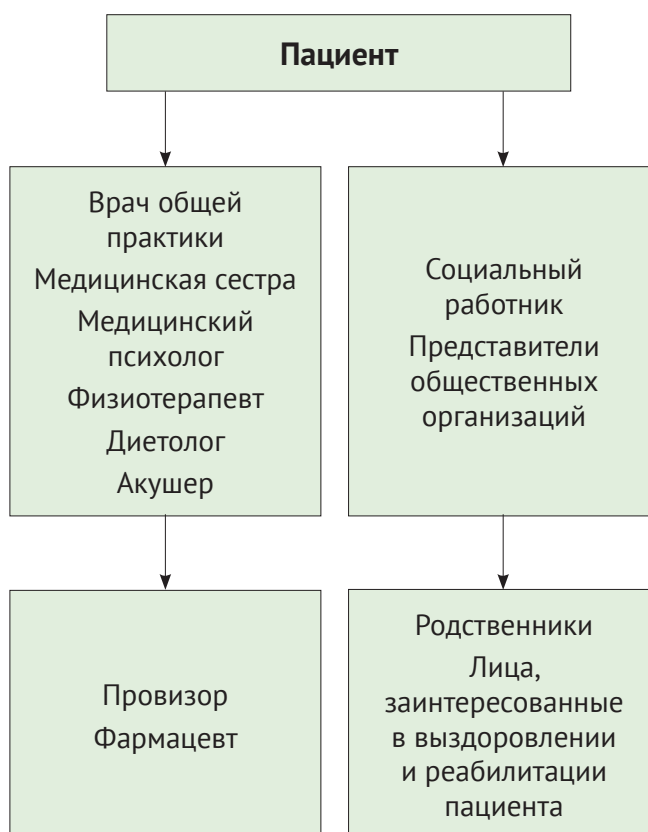 Пациент
Врач общей
практики
Медицинская сестра
Медицинский
психолог
Физиотерапевт
Диетолог
Акушер
Социальный
работник
Представители
общественных
организаций
Провизор
Фармацевт
Родственники
Лица,
заинтересованные
в выздоровлении
и реабилитации
пациента